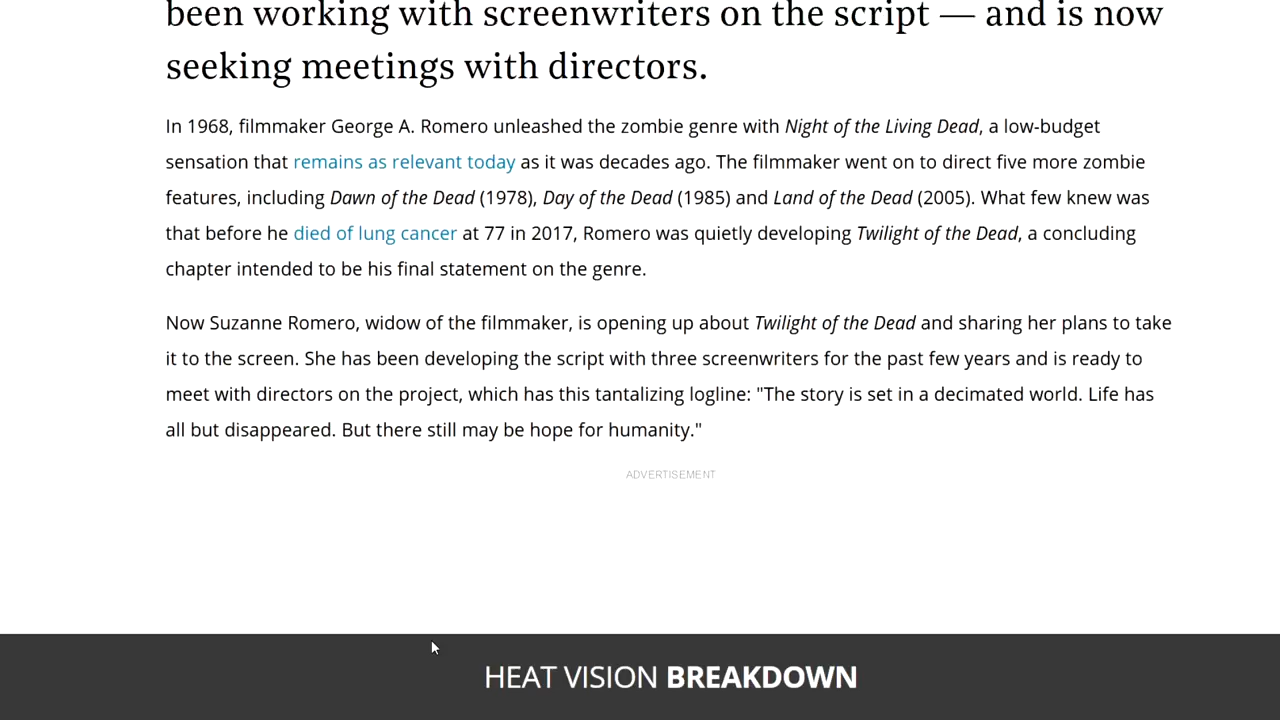 been working with screenwriters on the script — and is now
seeking meetings with directors.
In 1968, filmmaker George A. Romero unleashed the zombie genre with Night of the Living Dead, a low-budget
sensation that remains as relevant today as it was decades ago. The filmmaker went on to direct five more zombie
features, including Dawn of the Dead (1978), Day of the Dead (1985) and Land of the Dead (2005). What few knew was
that before he died of lung cancer at 77 in 2017, Romero was quietly developing Twilight of the Dead, a concluding
chapter intended to be his final statement on the genre.
Now Suzanne Romero, widow of the filmmaker, is opening up about Twilight of the Dead and sharing her plans to take
it to the screen. She has been developing the script with three screenwriters for the past few years and is ready to
meet with directors on the project, which has this tantalizing logline: "The story is set in a decimated world. Life has
all but disappeared. But there still may be hope for humanity."
ADVERTISEMENT
HEAT VISION BREAKDOWN